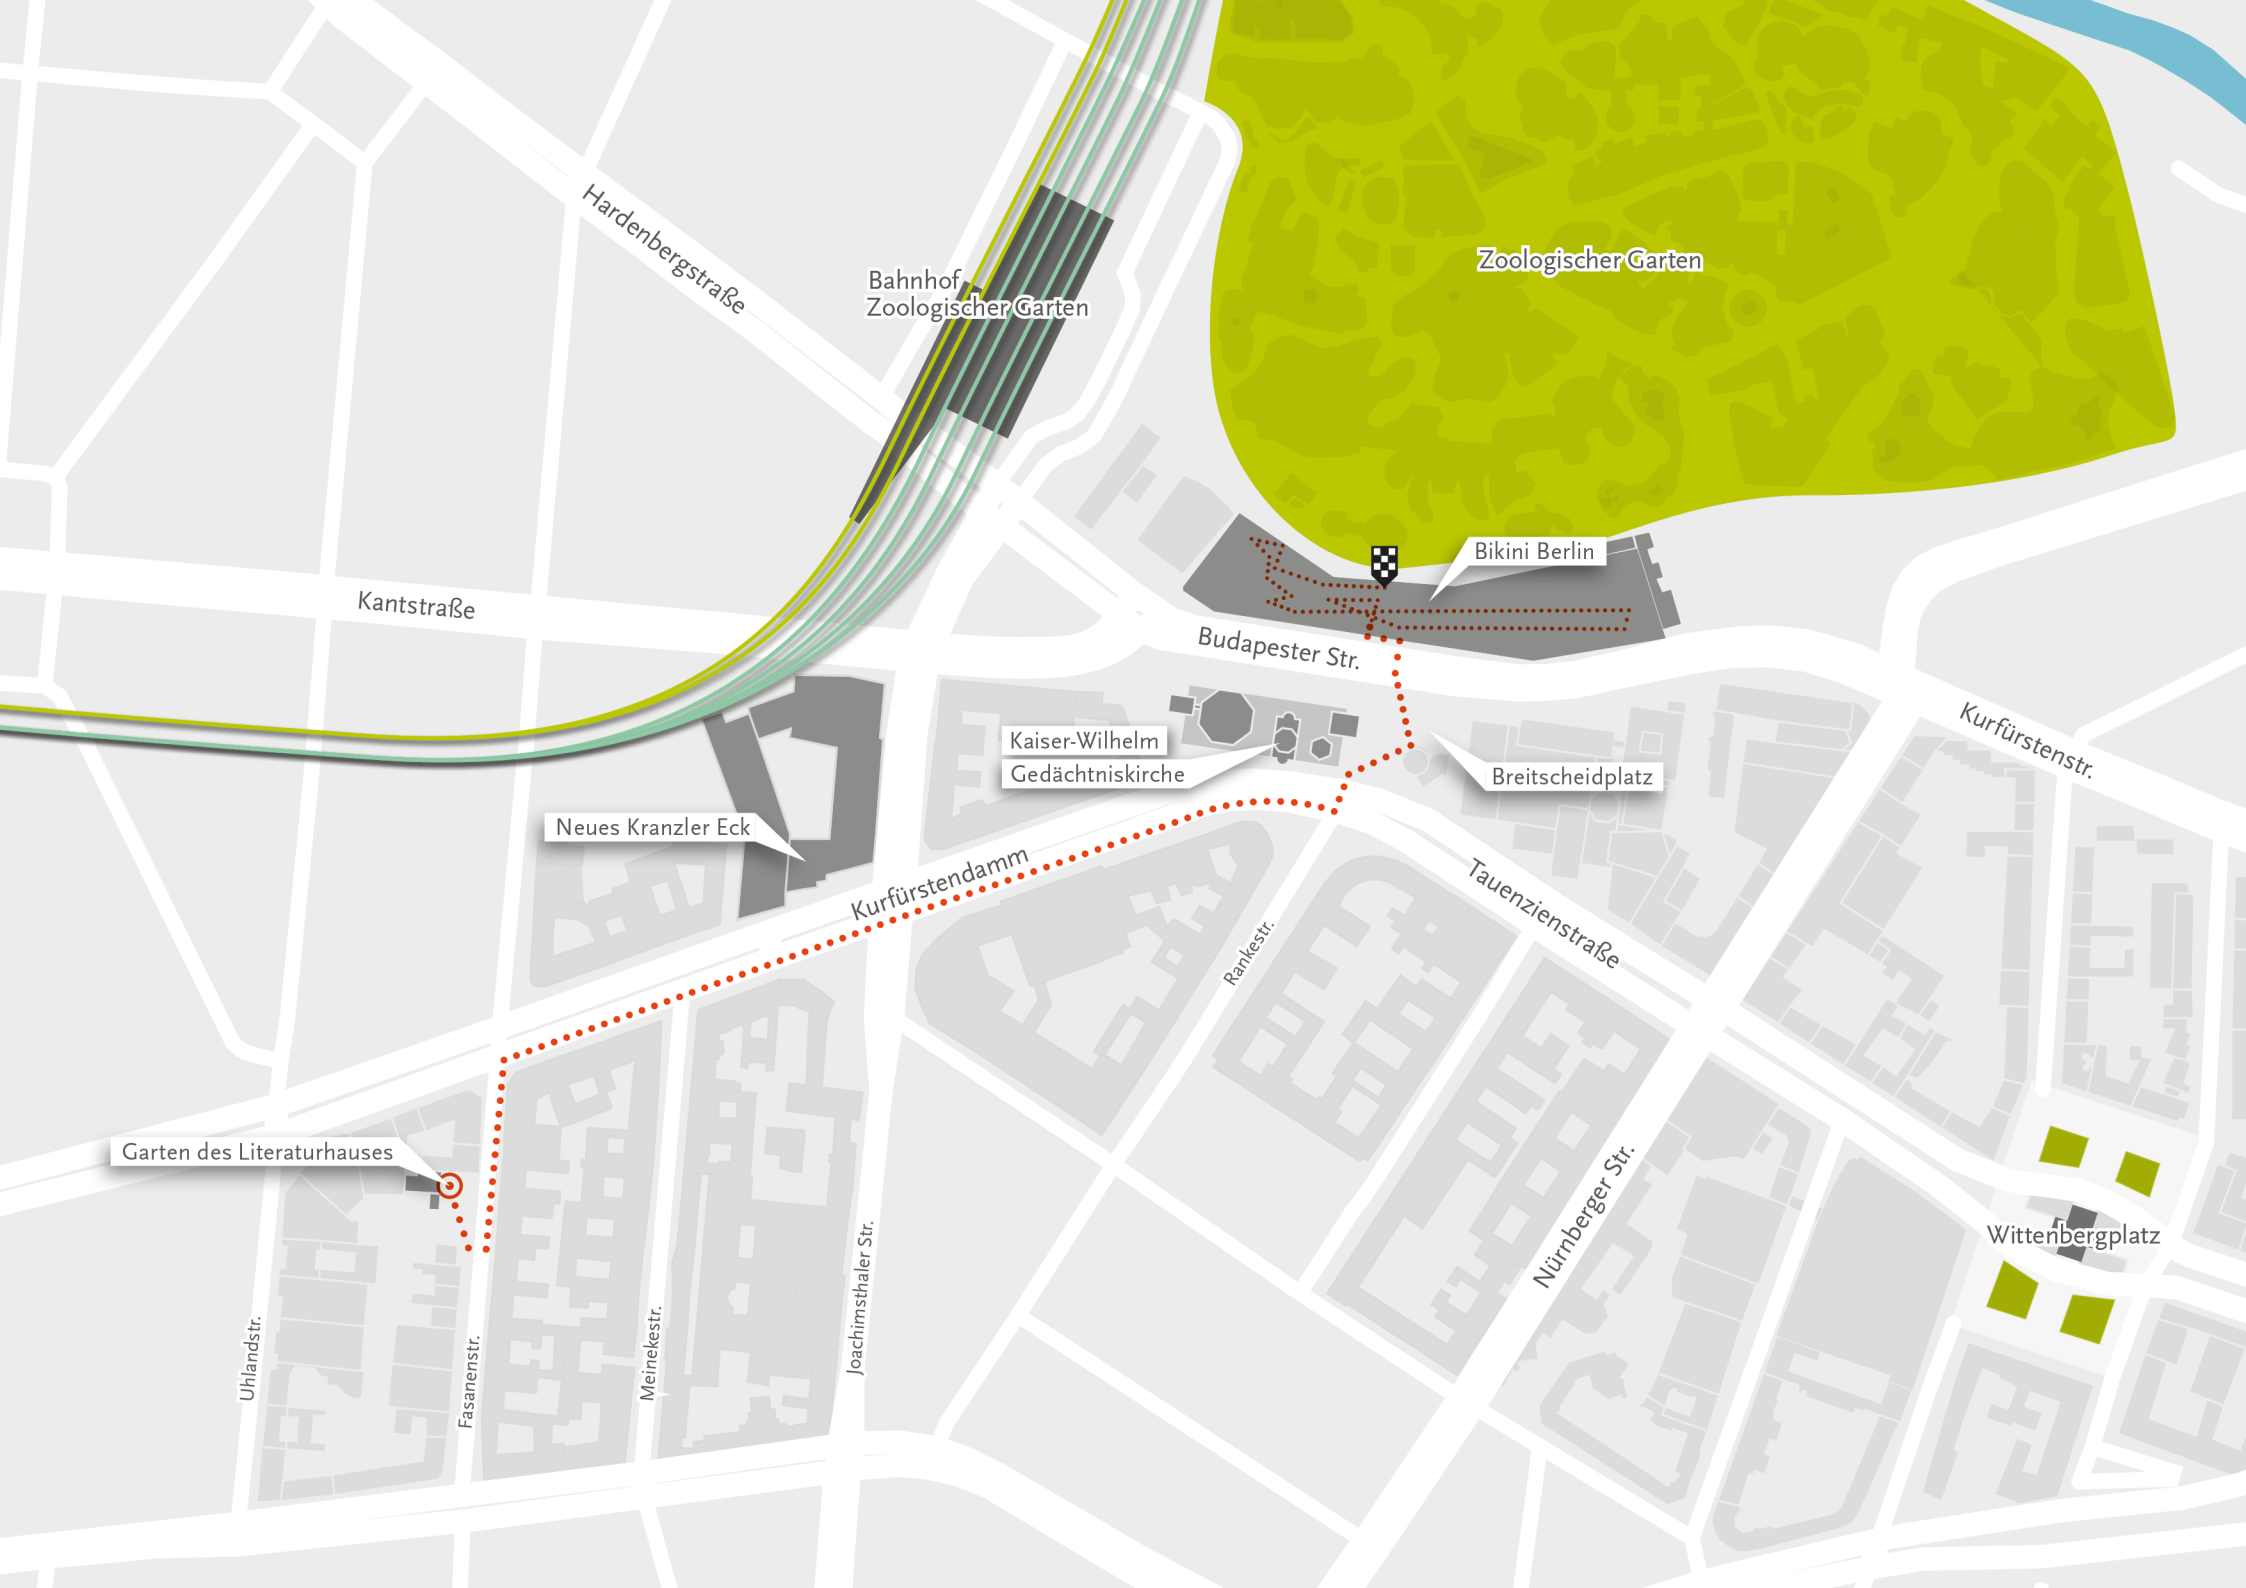 Hardenbergstraße
Bahnhof
Zoologischer Garten
Zoologischer Garten
Bikini Berlin
Kantstraße
Budapester Str.
Kaiser-Wilhelm
Gedächtniskirche
Breitscheidplatz
Kurfürstenstr.
Neues Kranzler Eck
Kurfürstendamm
Tauenzienstraße
Rankestr.
Garten des Literaturhauses
Nürnberger Str.
Wittenbergplatz
Uhlandstr.
Fasanenstr.
Meinekestr.
Joachimsthaler Str.